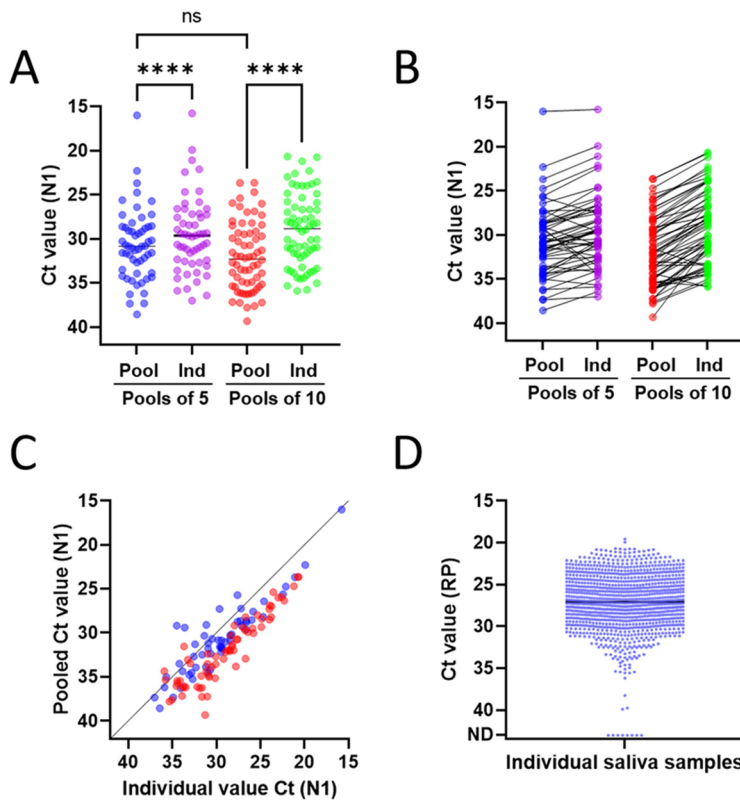 A
ns
****
****
Ct value (N1)
15
20
25
30
35
40
Pool Ind Pool Ind
Pools of 5 Pools of 10
B
Ct value (N1)
15
20
25
30
35
40
Pool Ind Pool Ind
Pools of 5 Pools of 10
C
Pooled Ct value (N1)
15
20
25
30
35
40
40 35 30 25 20 15
Individual value Ct (N1)
D
Ct value (RP)
15
20
25
30
35
40
ND
Individual saliva samples